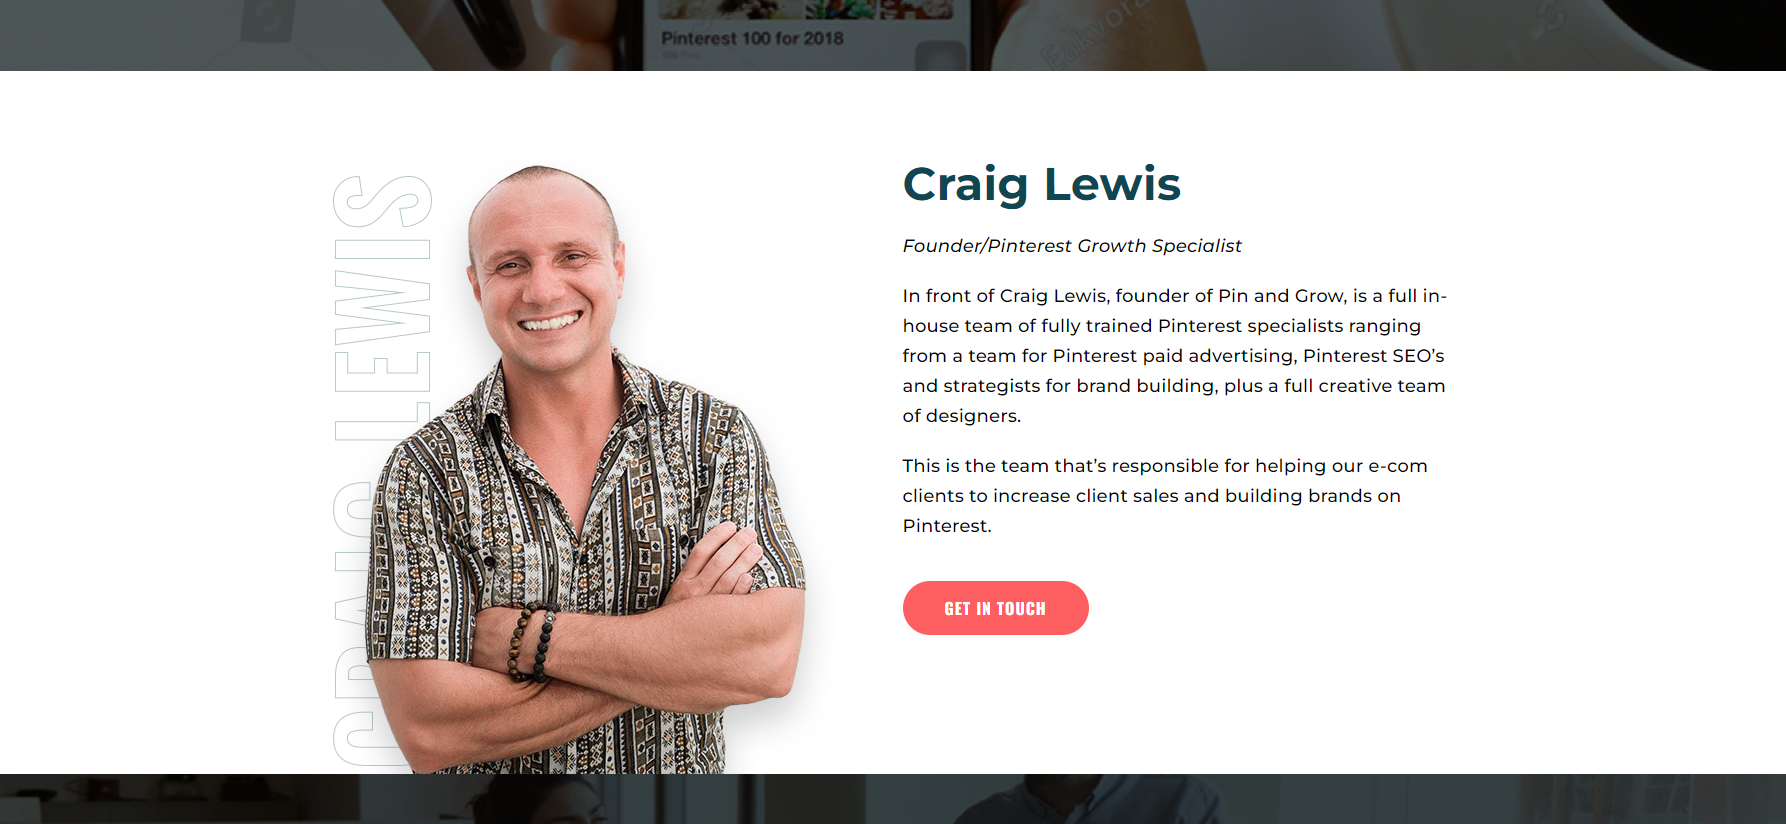 Pinterest 100 for 2018
CRAIG LEWIS
Craig Lewis
Founder/Pinterest Growth Specialist
In front of Craig Lewis, founder of Pin and Grow, is a full in-
house team of fully trained Pinterest specialists ranging
from a team for Pinterest paid advertising, Pinterest SEO’s
and strategists for brand building, plus a full creative team
of designers.
This is the team that’s responsible for helping our e-com
clients to increase client sales and building brands on
Pinterest.
GET IN TOUCH